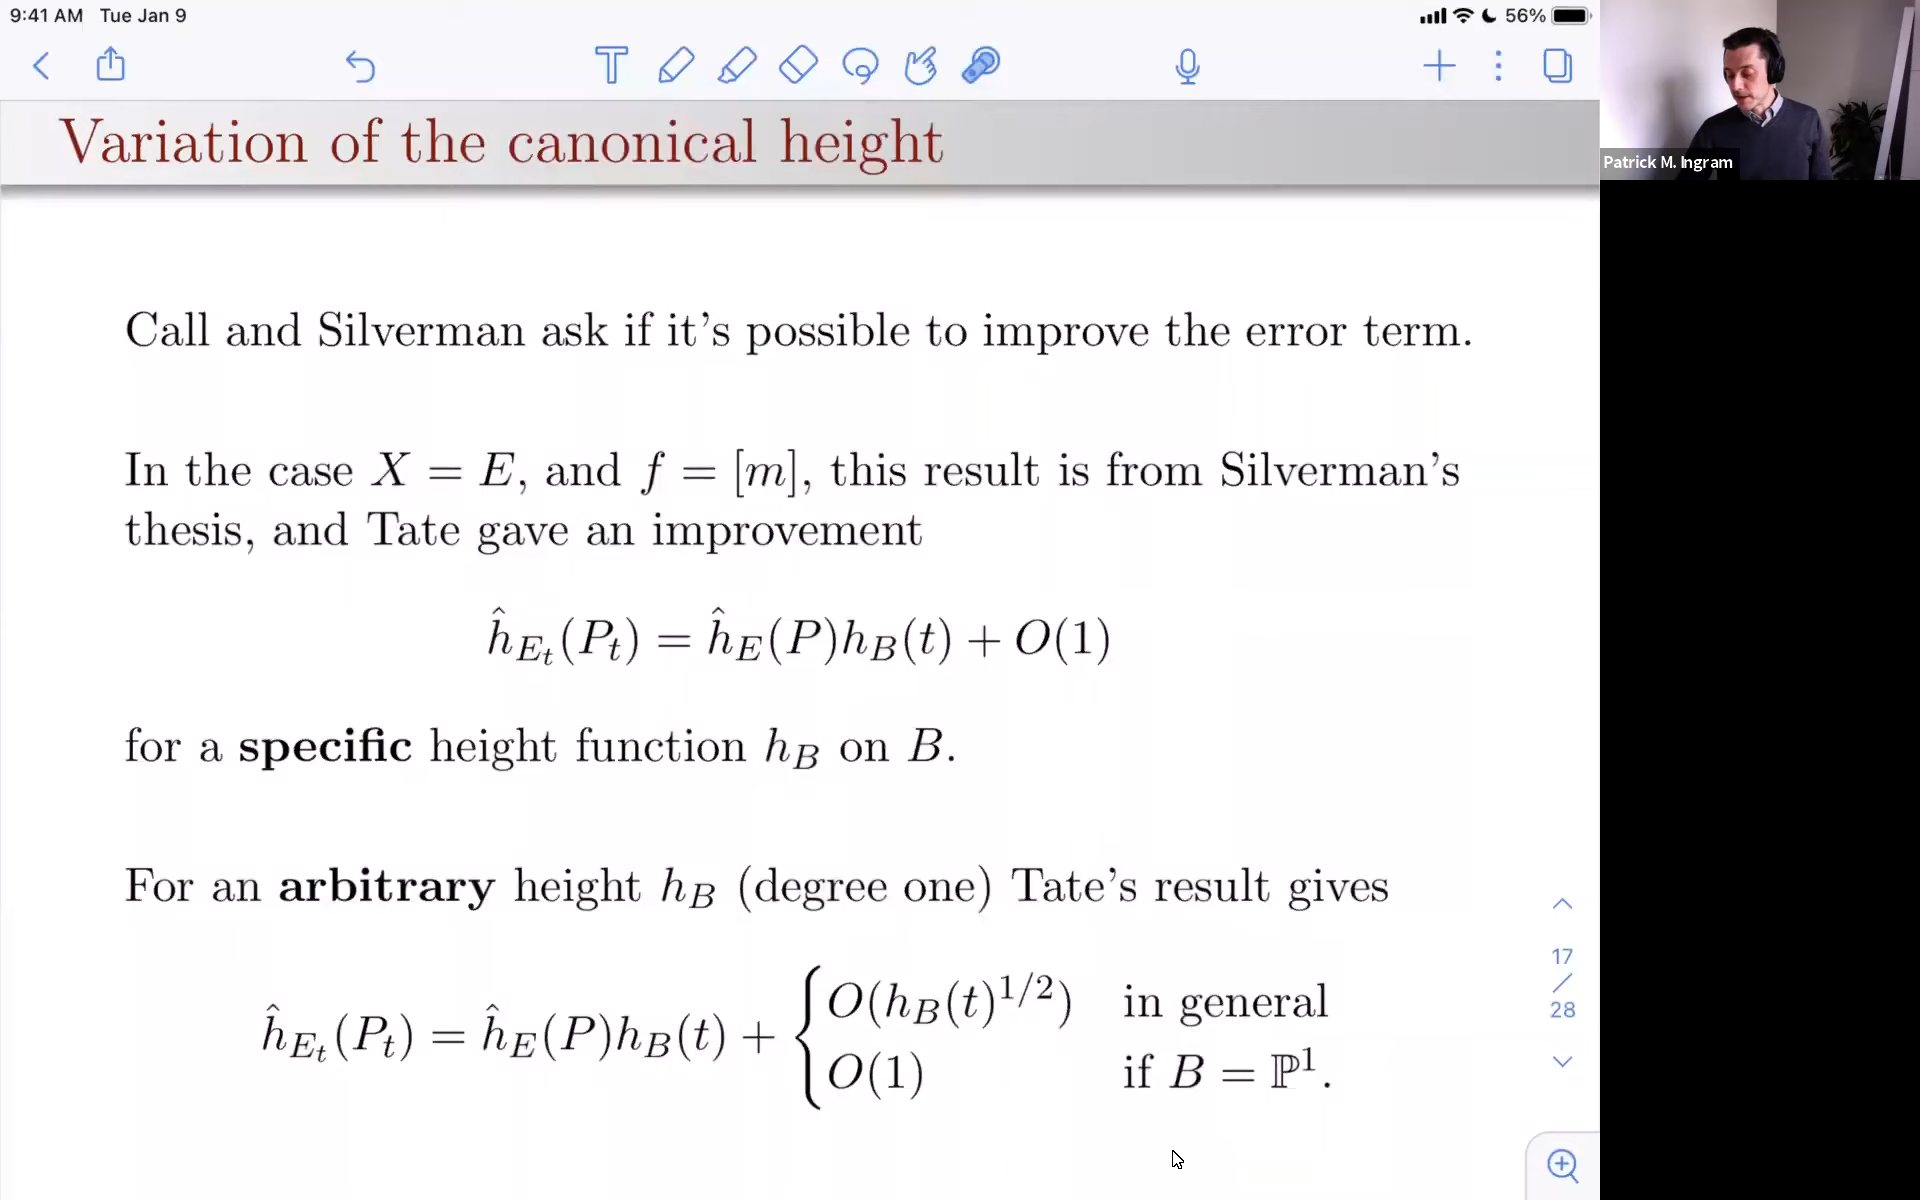 9:41 AM Tue Jan 9
56%
Variation of the canonical height
Patrick M. Ingram
Call and Silverman ask if it's possible to improve the error term.
In the case X = E, and f = [m], this result is from Silverman's
thesis, and Tate gave an improvement
ĥ_{E_t}(P_t) = ĥ_E(P)h_B(t) + O(1)
for a specific height function h_B on B.
For an arbitrary height h_B (degree one) Tate's result gives
ĥ_{E_t}(P_t) = ĥ_E(P)h_B(t) + { O(h_B(t)^{1/2}) in general
O(1) if B = ℙ¹.
17
/
28